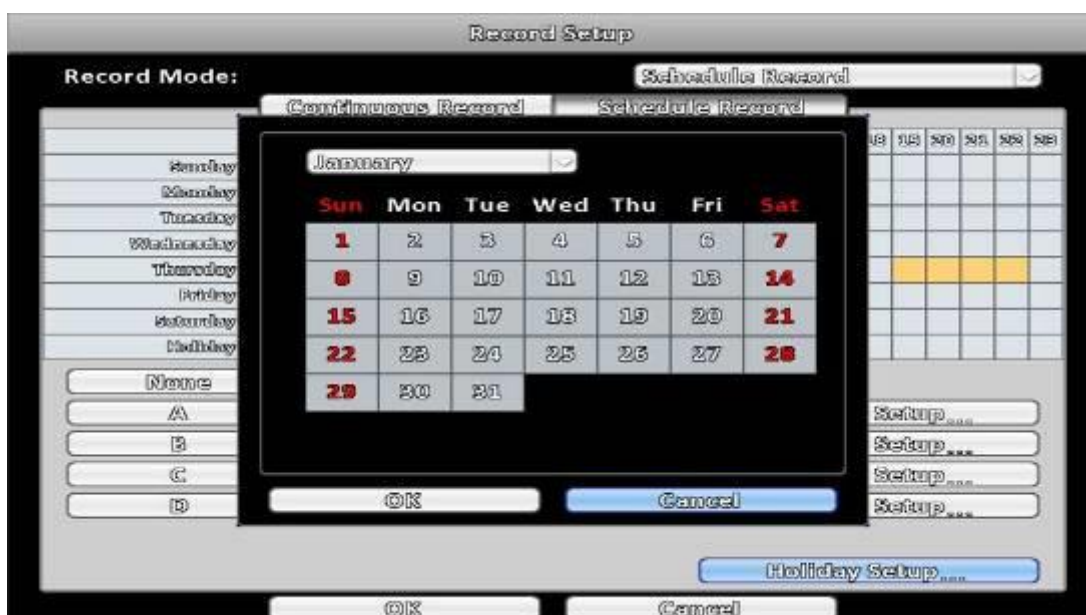 Record Setup
Record Mode:
Schedule Record
Continuous Record
Schedule Record
18 19 20 21 22 23
Sunday
Monday
Tuesday
Wednesday
Thursday
Friday
Saturday
Holiday
January
Sun Mon Tue Wed Thu Fri Sat
1 2 3 4 5 6 7
8 9 10 11 12 13 14
15 16 17 18 19 20 21
22 23 24 25 26 27 28
29 30 31
OK
Cancel
None
A
B
C
D
Setup...
Setup...
Setup...
Setup...
Holiday Setup...
OK
Cancel